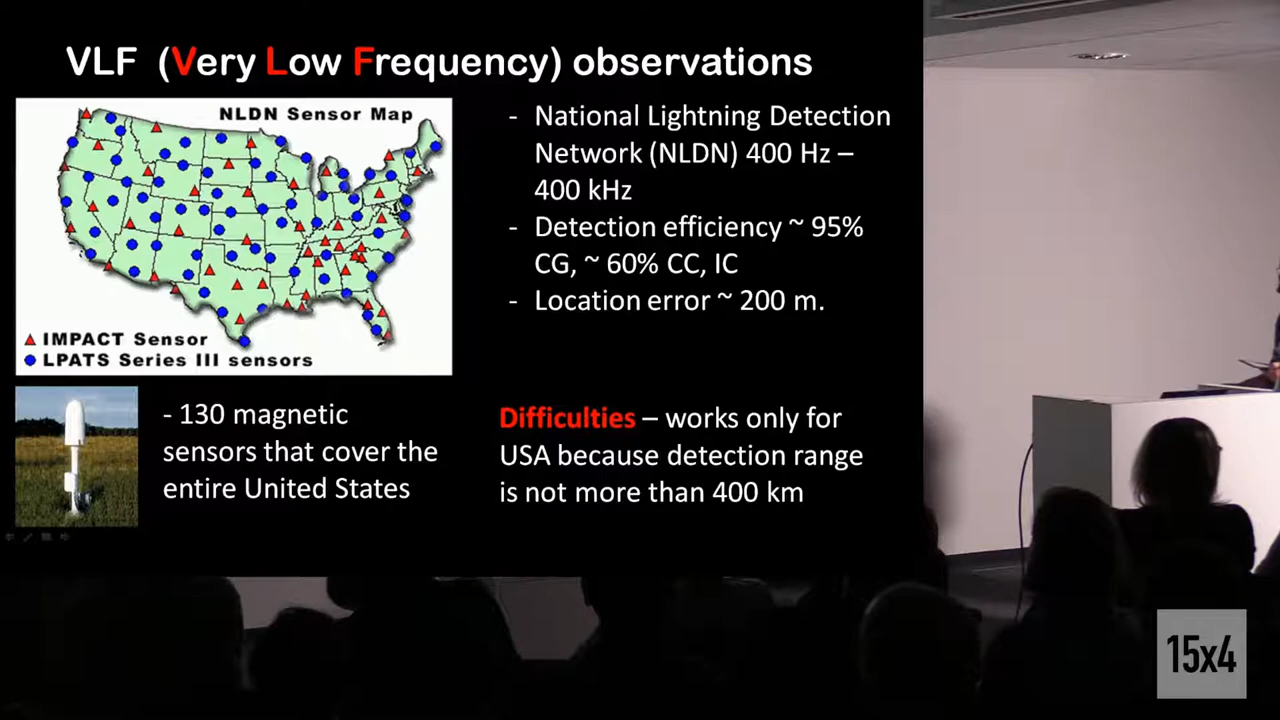 VLF (Very Low Frequency) observations
NLDN Sensor Map
IMPACT Sensor
LPATS Series III sensors
- National Lightning Detection
Network (NLDN) 400 Hz –
400 kHz
- Detection efficiency ~ 95%
CG, ~ 60% CC, IC
- Location error ~ 200 m.
- 130 magnetic
sensors that cover the
entire United States
Difficulties – works only for
USA because detection range
is not more than 400 km
15x4